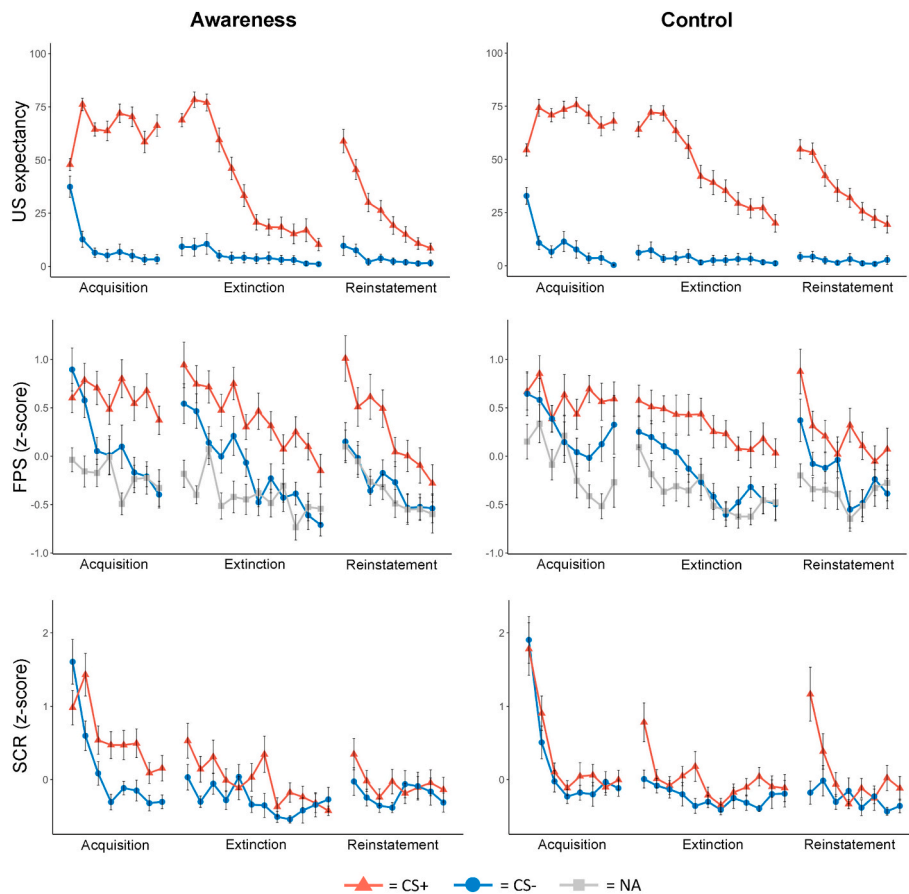 Awareness
Control
US expectancy
100
75
50
25
0
Acquisition
Extinction
Reinstatement
100
75
50
25
0
Acquisition
Extinction
Reinstatement
FPS (z-score)
1.0
0.5
0.0
-0.5
-1.0
Acquisition
Extinction
Reinstatement
1.0
0.5
0.0
-0.5
-1.0
Acquisition
Extinction
Reinstatement
SCR (z-score)
2
1
0
Acquisition
Extinction
Reinstatement
2
1
0
Acquisition
Extinction
Reinstatement
= CS+ = CS- = NA